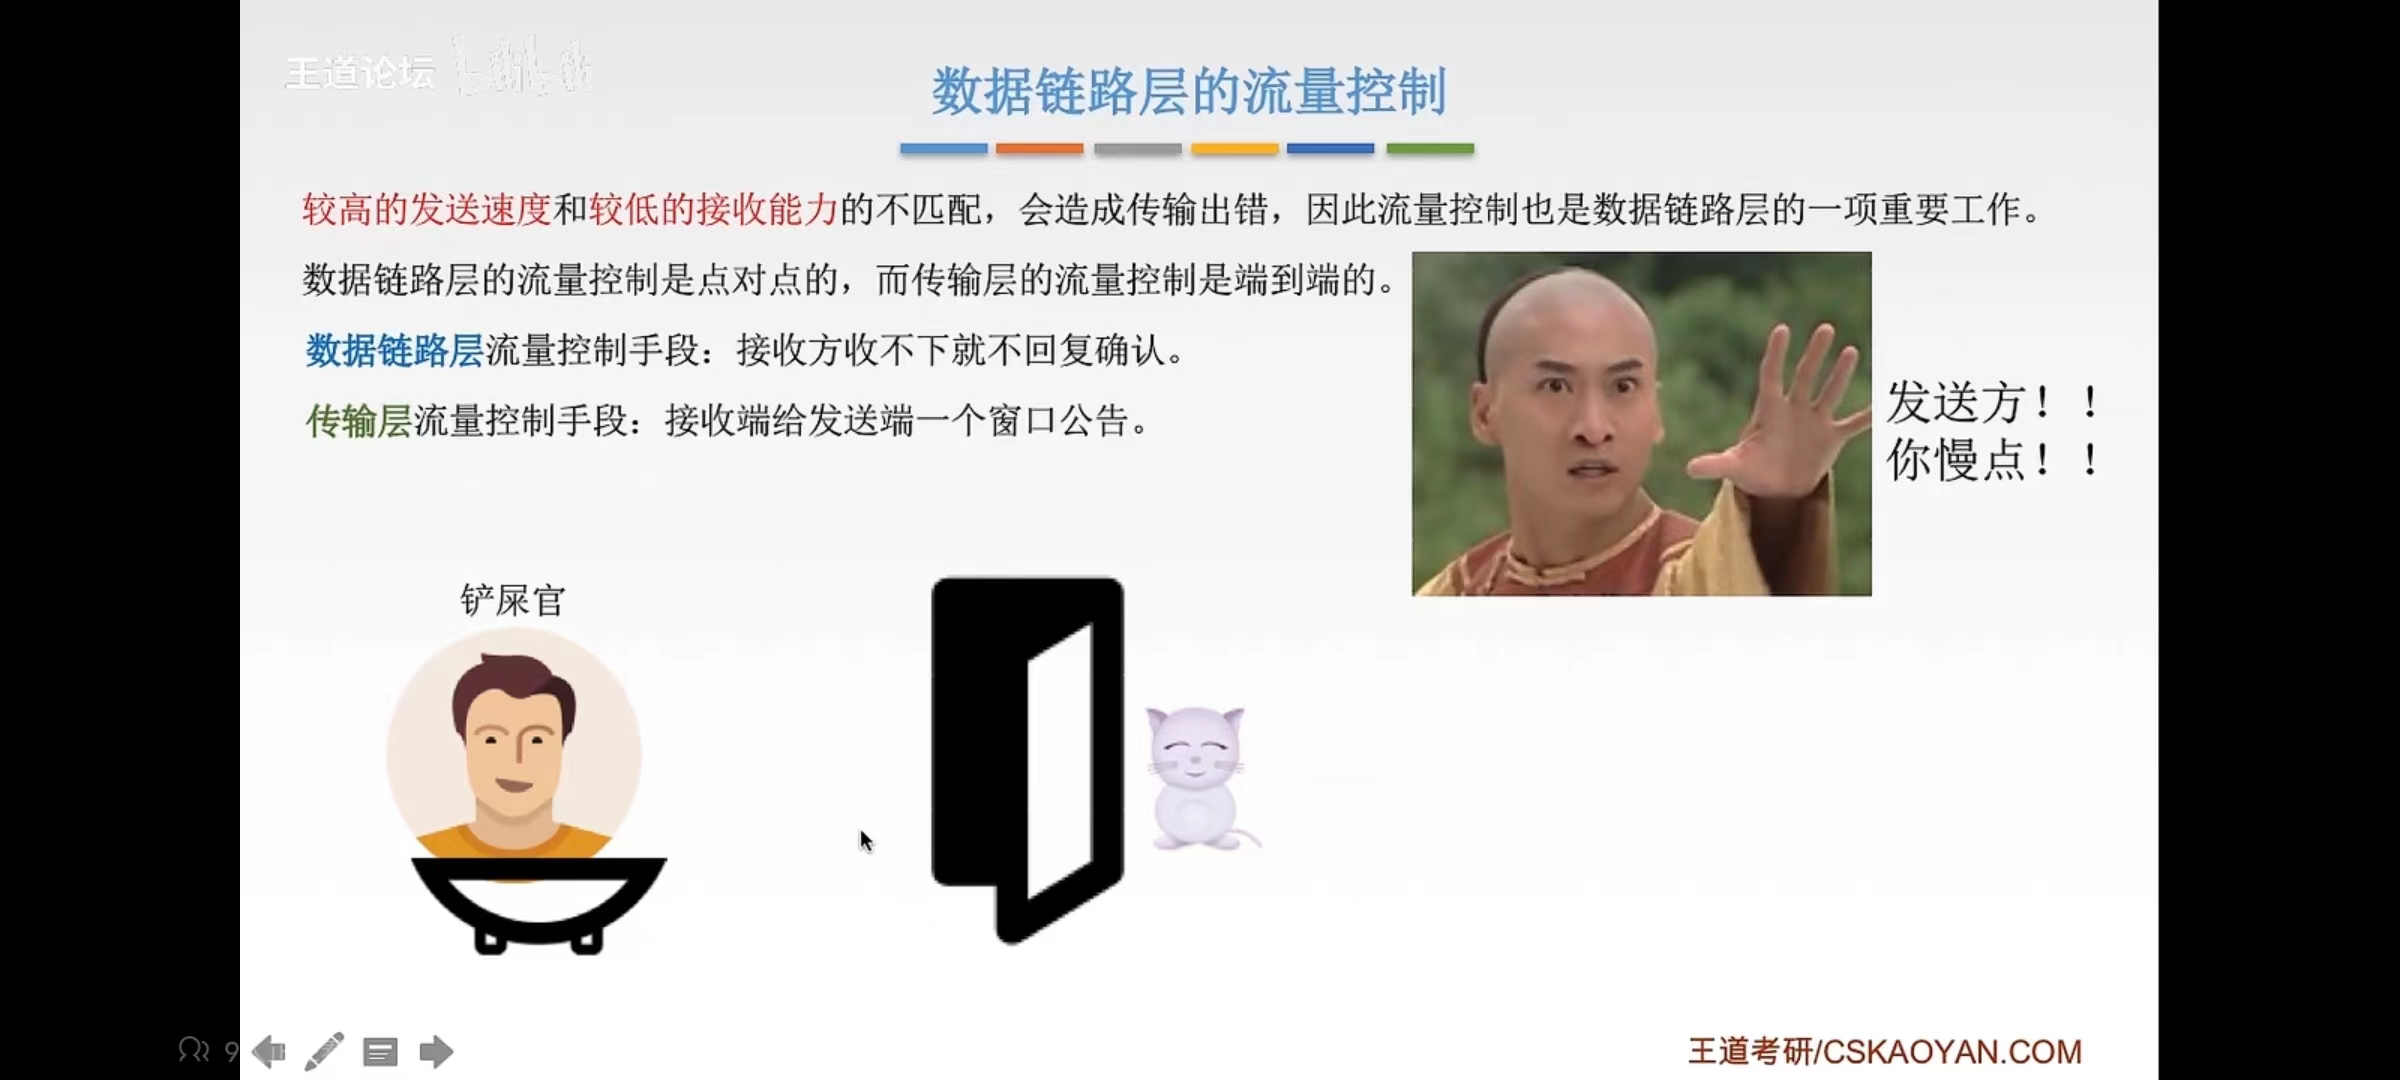 王道论坛 bilibili
数据链路层的流量控制
较高的发送速度和较低的接收能力的不匹配，会造成传输出错，因此流量控制也是数据链路层的一项重要工作。
数据链路层的流量控制是点对点的，而传输层的流量控制是端到端的。
数据链路层流量控制手段：接收方收不下就不回复确认。
传输层流量控制手段：接收端给发送端一个窗口公告。
发送方！！
你慢点！！
铲屎官
9
王道考研/CSKAOYAN.COM